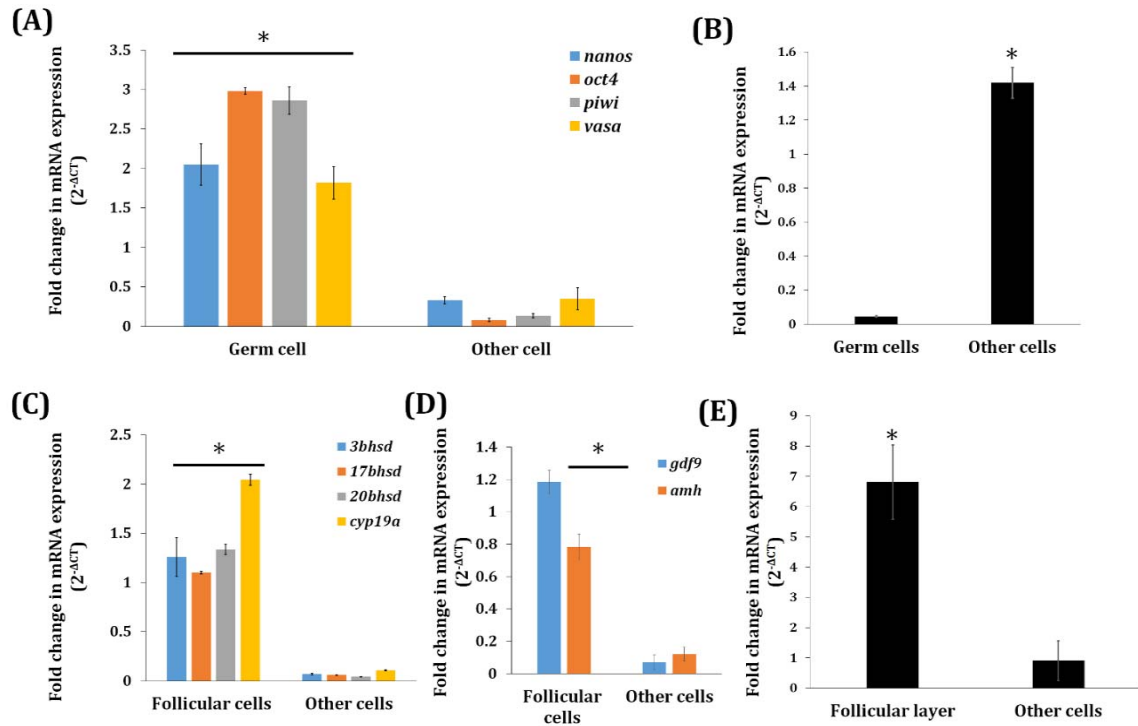 (A)
*
Fold change in mRNA expression
(2-ΔCT)
3.5
3
2.5
2
1.5
1
0.5
0
nanos
oct4
piwi
vasa
Germ cell
Other cell
(B)
Fold change in mRNA expression
(2-ΔCT)
1.6
1.4
1.2
1
0.8
0.6
0.4
0.2
0
*
Germ cells
Other cells
(C)
Fold change in mRNA expression
(2-ΔCT)
2.5
2
1.5
1
0.5
0
*
3bhsd
17bhsd
20bhsd
cyp19a
Follicular cells
Other cells
(D)
Fold change in mRNA expression
(2-ΔCT)
1.4
1.2
1
0.8
0.6
0.4
0.2
0
*
gdf9
amh
Follicular
cells
Other cells
(E)
Fold change in mRNA expression
(2-ΔCT)
9
8
7
6
5
4
3
2
1
0
*
Follicular layer
Other cells